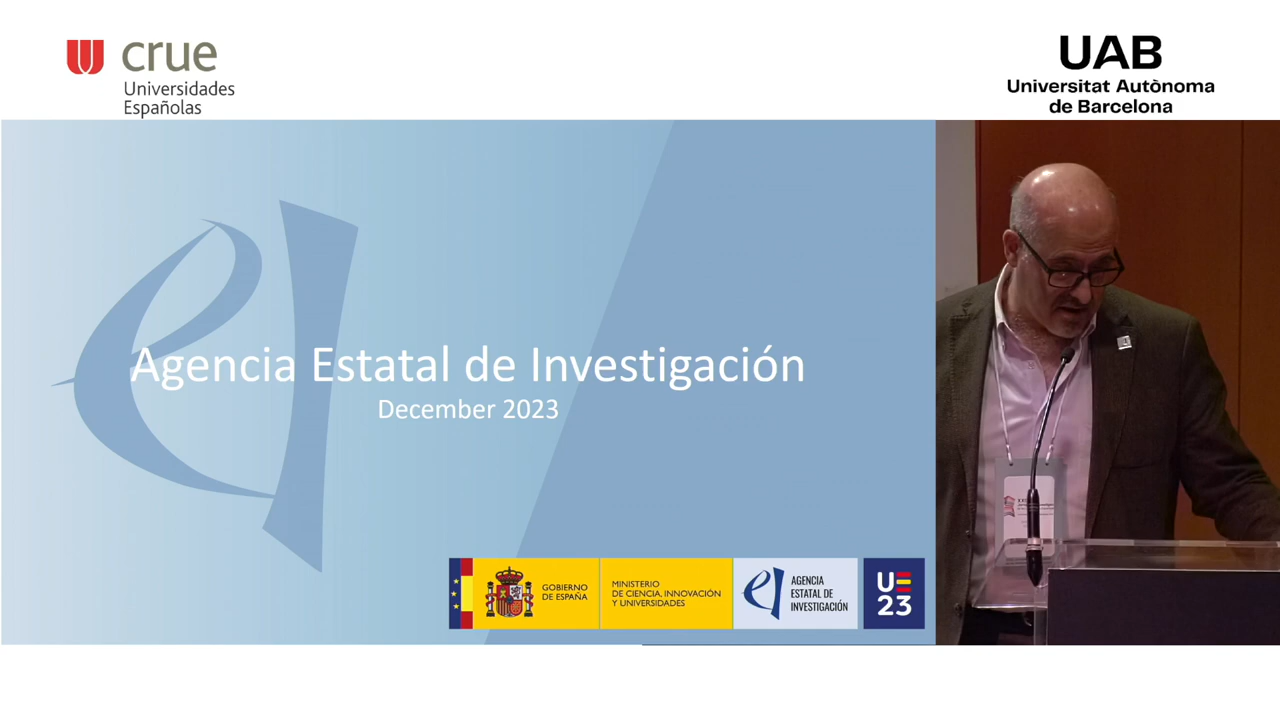 crue
Universidades
Españolas
UAB
Universitat Autònoma
de Barcelona
Agencia Estatal de Investigación
December 2023
GOBIERNO
DE ESPAÑA
MINISTERIO
DE CIENCIA, INNOVACIÓN
Y UNIVERSIDADES
AGENCIA
ESTATAL DE
INVESTIGACIÓN
UE
23